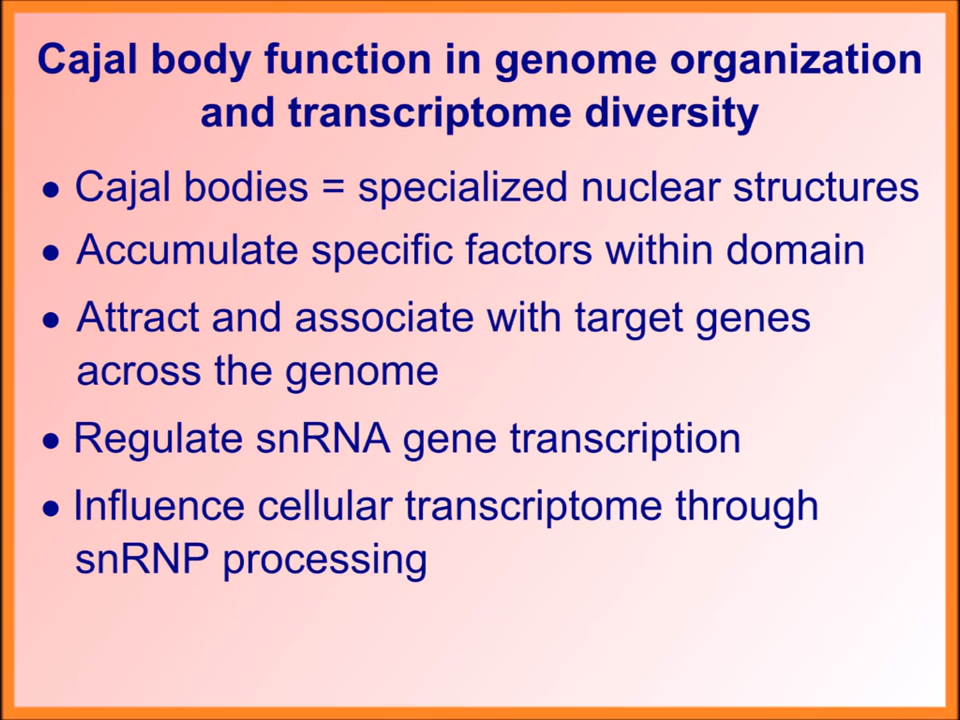 Cajal body function in genome organization
and transcriptome diversity
• Cajal bodies = specialized nuclear structures
• Accumulate specific factors within domain
• Attract and associate with target genes
across the genome
• Regulate snRNA gene transcription
• Influence cellular transcriptome through
snRNP processing